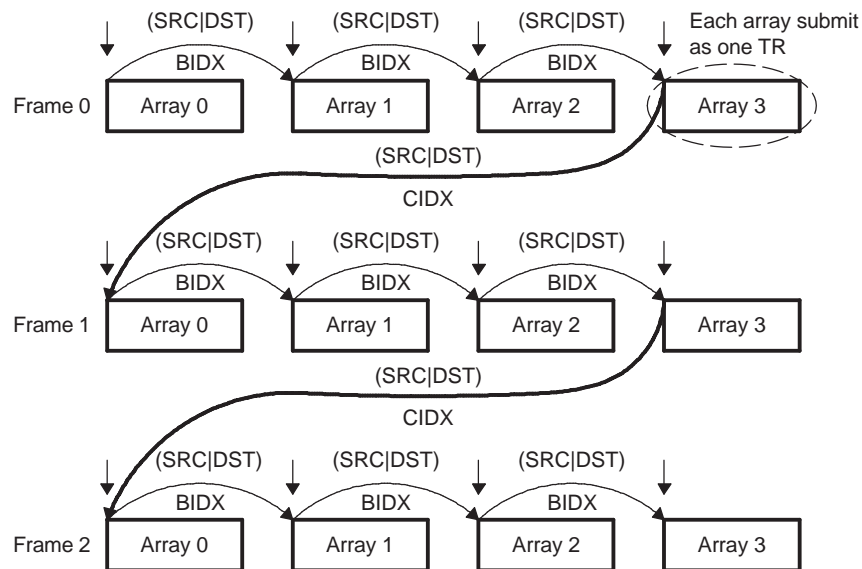 (SRC|DST) (SRC|DST) (SRC|DST) Each array submit
as one TR
BIDX BIDX BIDX
Frame 0 Array 0 Array 1 Array 2 Array 3
(SRC|DST)
CIDX
(SRC|DST) (SRC|DST) (SRC|DST)
BIDX BIDX BIDX
Frame 1 Array 0 Array 1 Array 2 Array 3
(SRC|DST)
CIDX
(SRC|DST) (SRC|DST) (SRC|DST)
BIDX BIDX BIDX
Frame 2 Array 0 Array 1 Array 2 Array 3